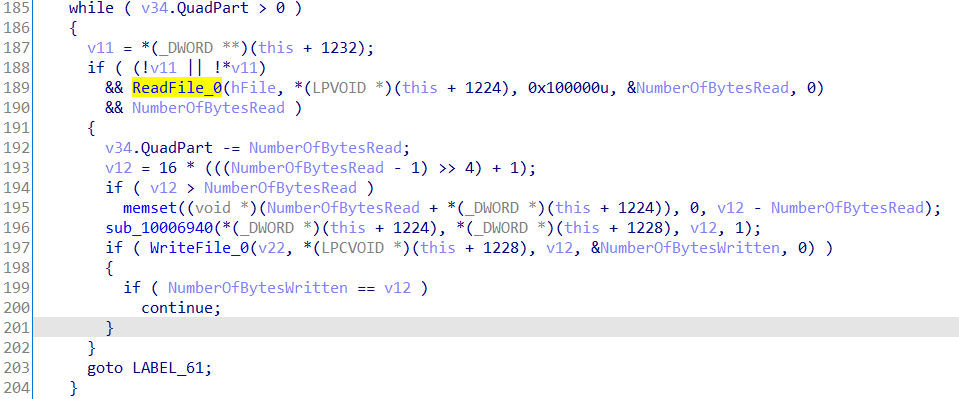 185 while ( v34.QuadPart > 0 )
186 {
187 v11 = *(_DWORD **)(this + 1232);
188 if ( (!v11 || !*v11)
189 && ReadFile_0(hFile, *(LPVOID *)(this + 1224), 0x100000u, &NumberOfBytesRead, 0)
190 && NumberOfBytesRead )
191 {
192 v34.QuadPart -= NumberOfBytesRead;
193 v12 = 16 * (((NumberOfBytesRead - 1) >> 4) + 1);
194 if ( v12 > NumberOfBytesRead )
195 memset((void *)(NumberOfBytesRead + *(_DWORD *)(this + 1224)), 0, v12 - NumberOfBytesRead);
196 sub_10006940(*(_DWORD *)(this + 1224), *(_DWORD *)(this + 1228), v12, 1);
197 if ( WriteFile_0(v22, *(LPCVOID *)(this + 1228), v12, &NumberOfBytesWritten, 0) )
198 {
199 if ( NumberOfBytesWritten == v12 )
200 continue;
201 }
202 }
203 goto LABEL_61;
204 }